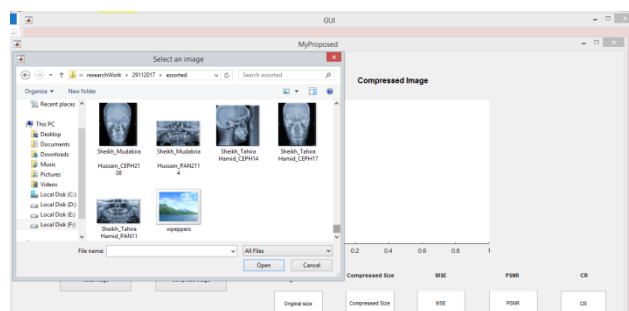 GUI
MyProposed
Select an image
« researchWork › 29112017 › assorted
Search assorted
Organize
New folder
Recent places
This PC
Desktop
Documents
Downloads
Music
Pictures
Videos
Local Disk (C:)
Local Disk (D:)
Local Disk (E:)
Local Disk (F:)
Sheikh_Mudabira
Hussain_CEPH21
08
Sheikh_Mudabira
Hussain_PAN211
4
Sheikh_Tahira
Hamid_CEPH14
Sheikh_Tahira
Hamid_CEPH17
Sheikh_Tahira
Hamid_PAN11
wpeppers
File name:
All Files
Open
Cancel
Compressed Image
0.2 0.4 0.6 0.8 1
Compressed Size MSE PSNR CR
Original size Compressed Size MSE PSNR CR